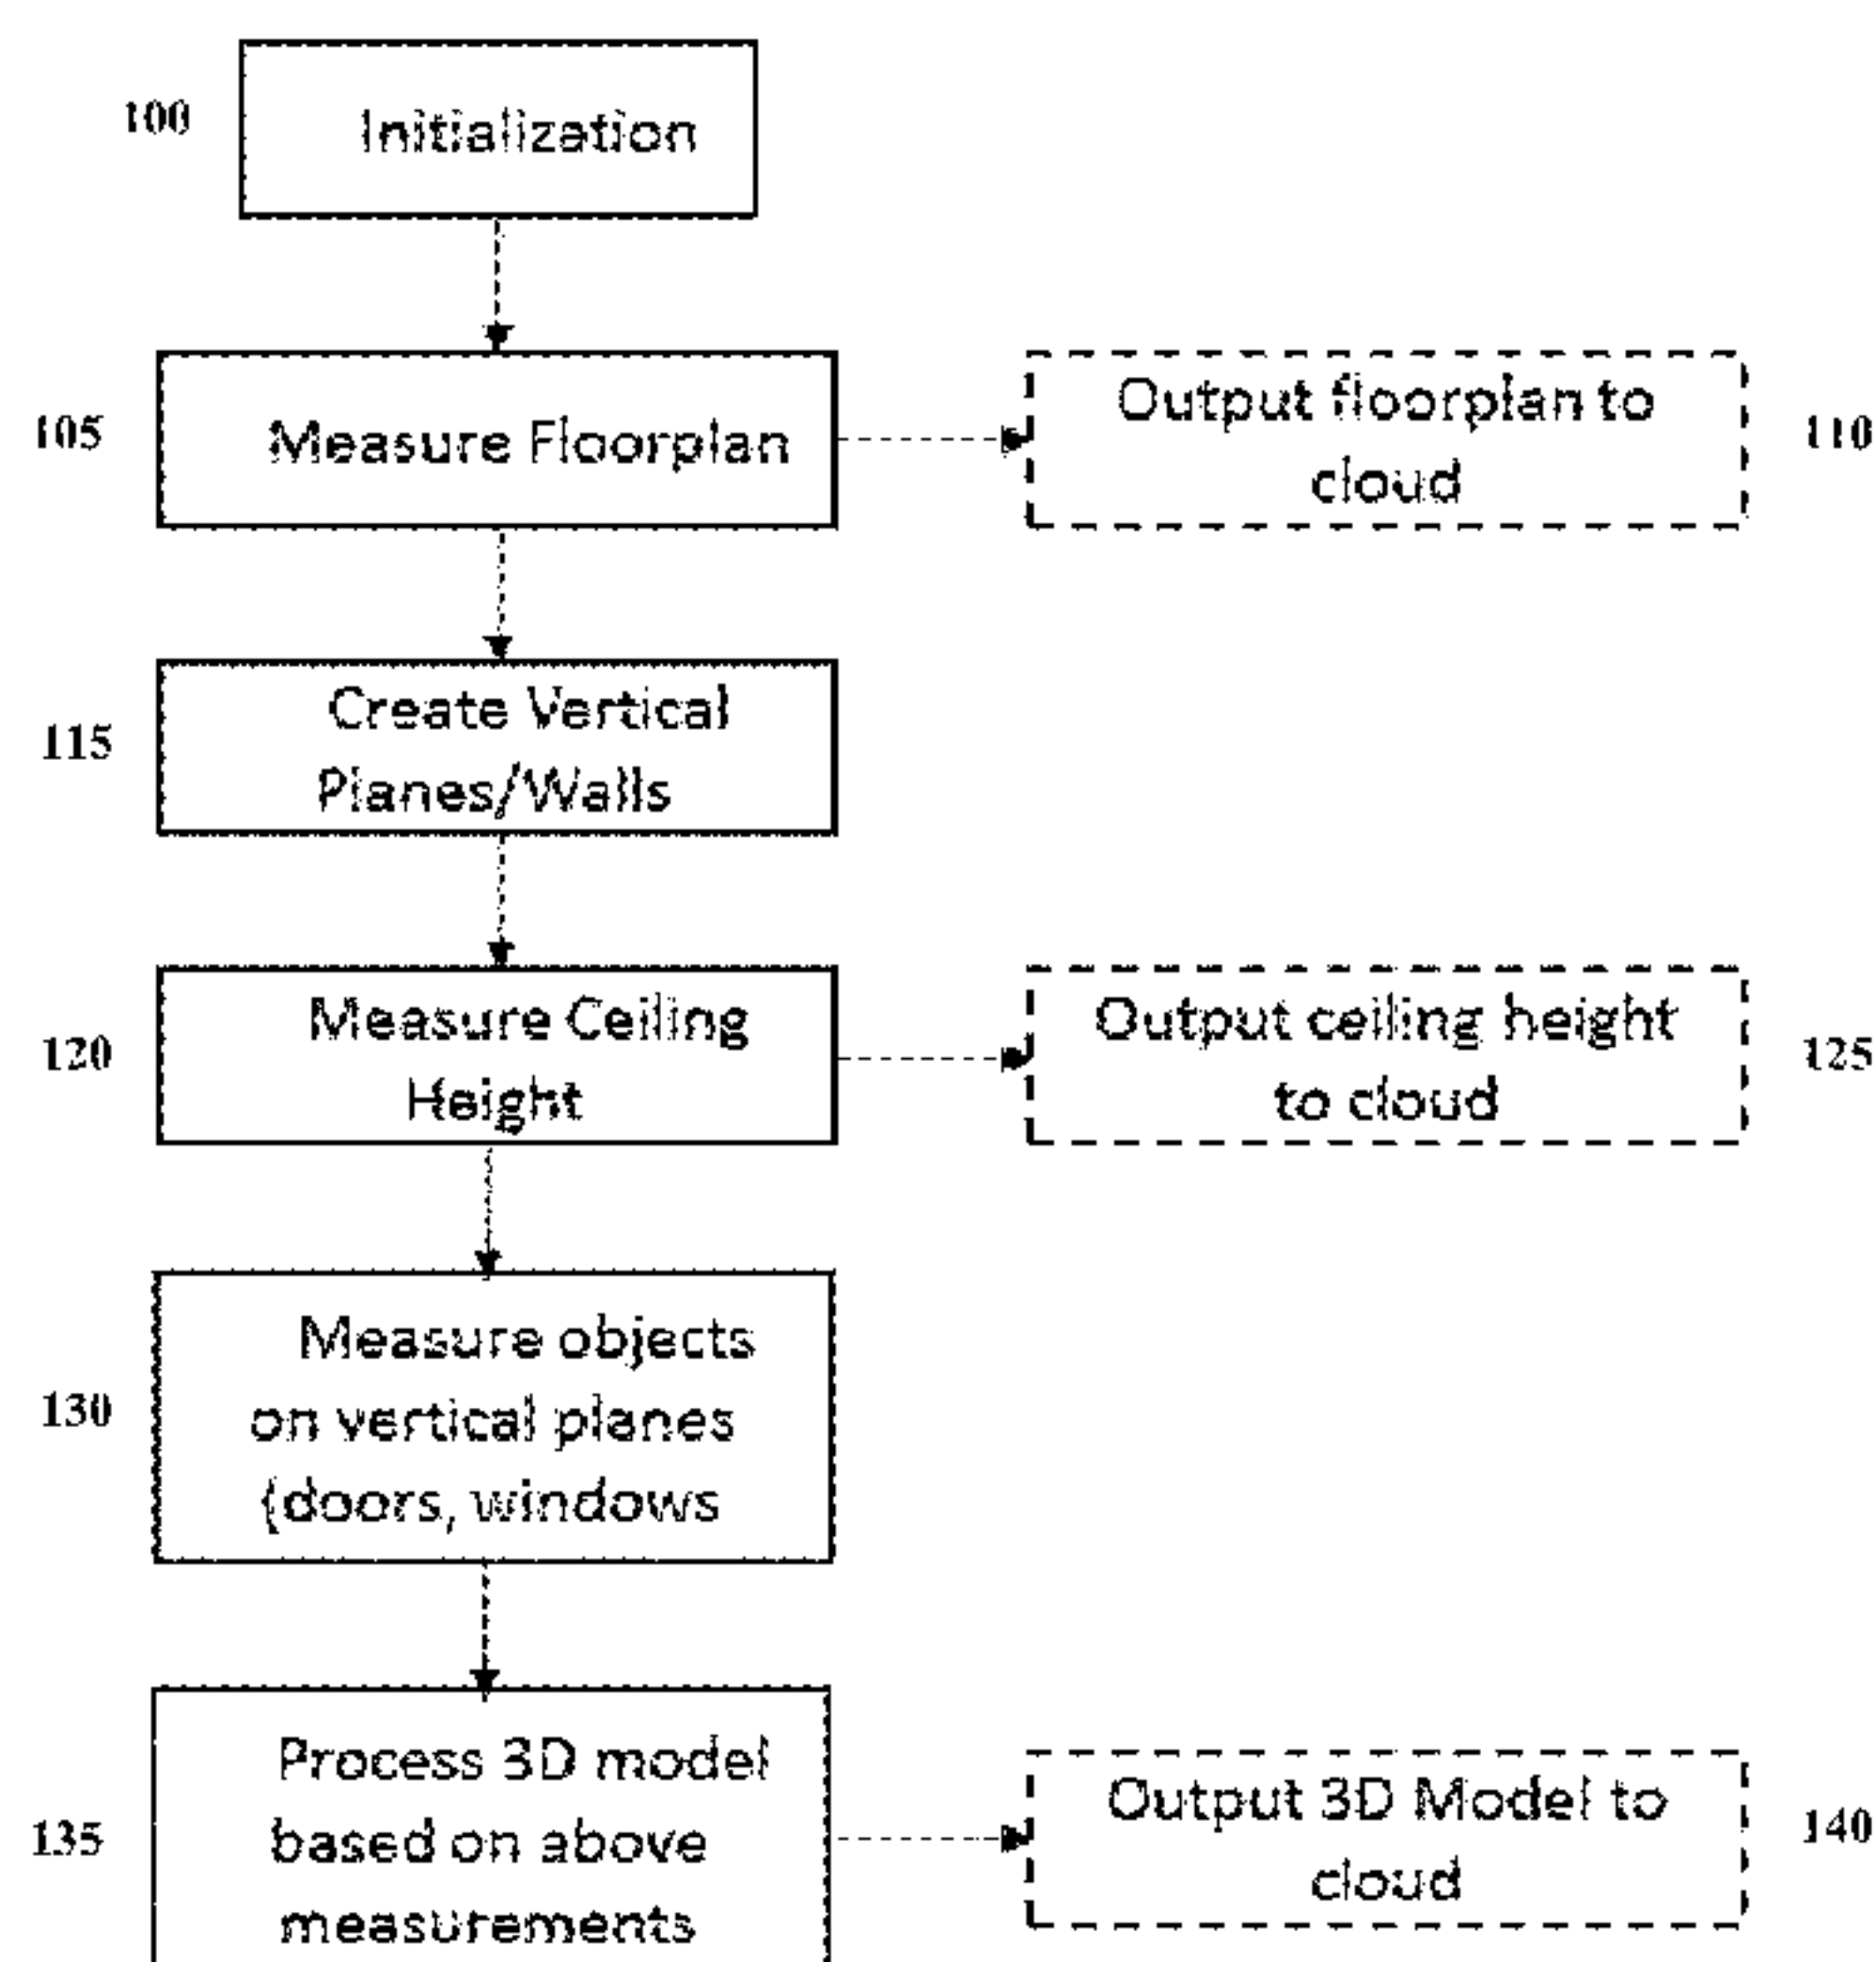 100
Initialization
105
Measure Floorplan
Output floorplan to
cloud
110
115
Create Vertical
Planes/Walls
120
Measure Ceiling
Height
Output ceiling height
to cloud
125
130
Measure objects
on vertical planes
(doors, windows
135
Process 3D model
based on above
measurements
Output 3D Model to
cloud
140